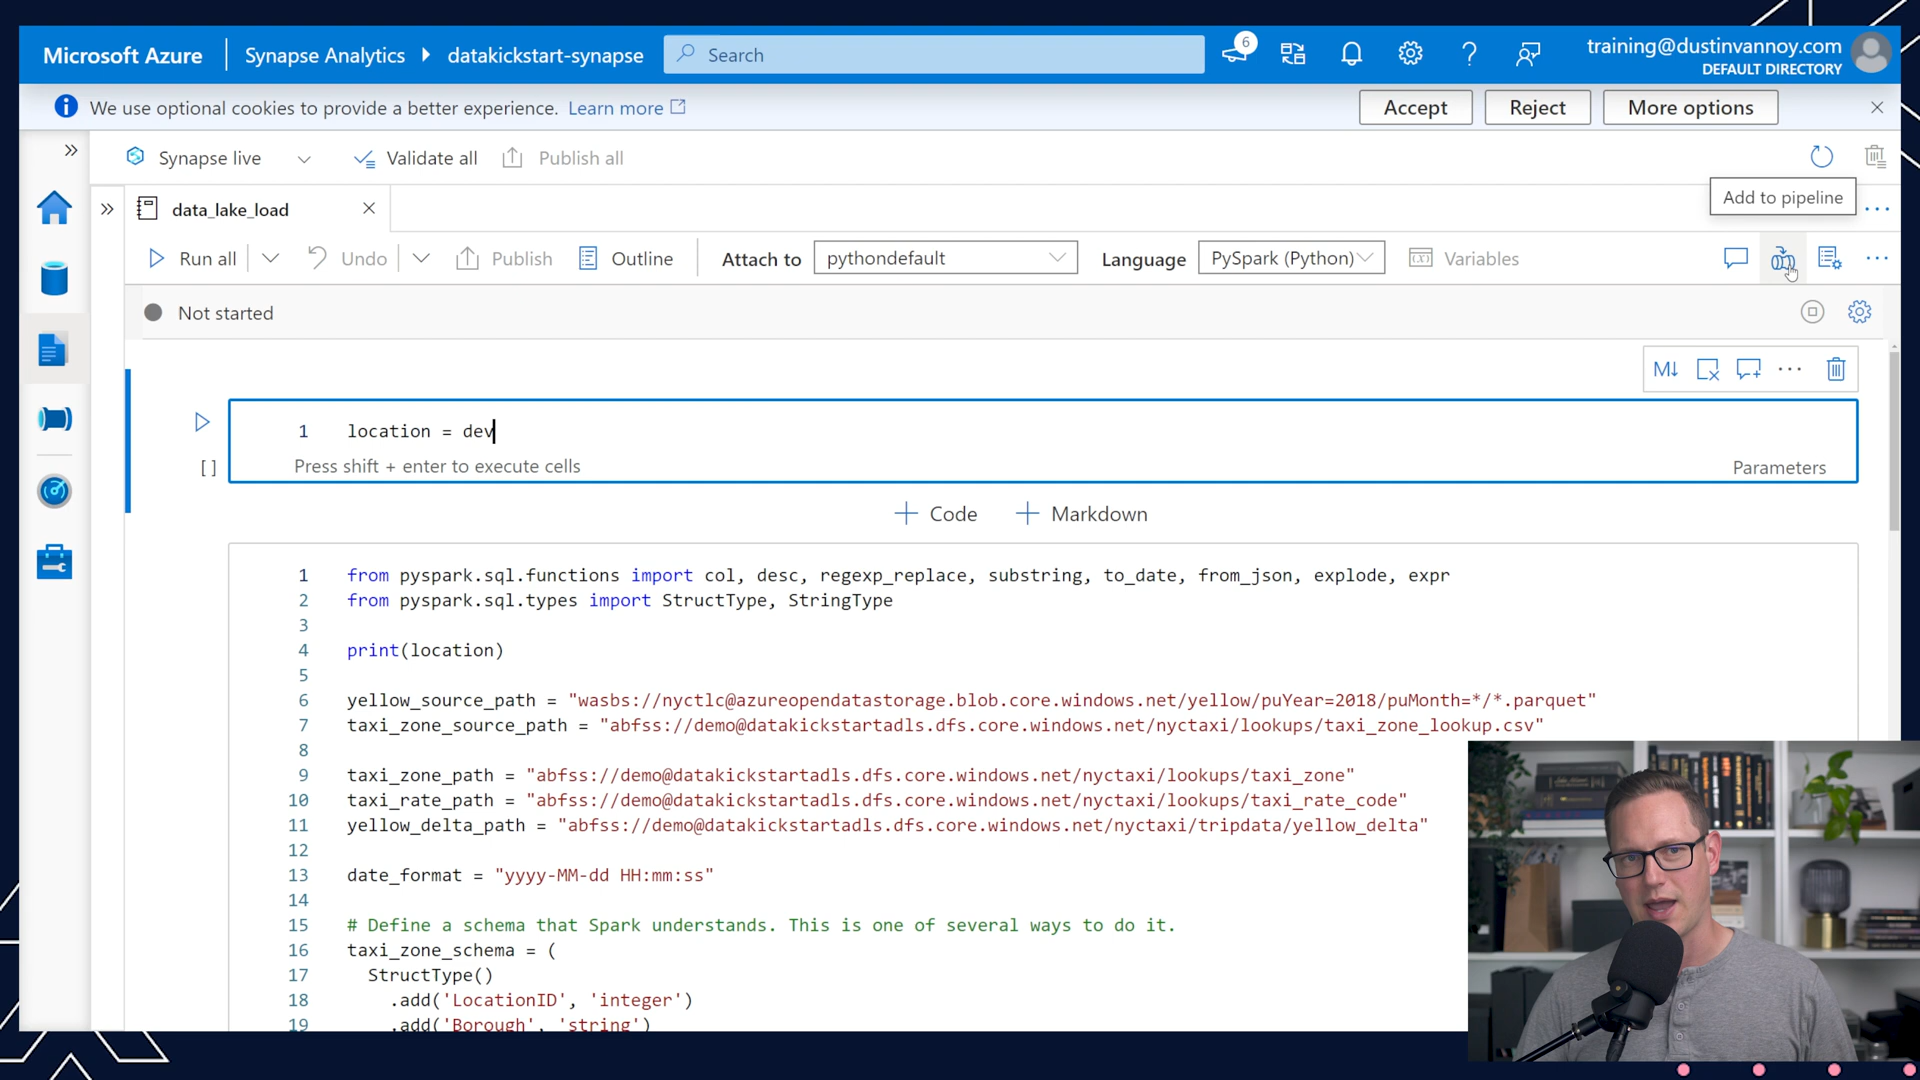 Microsoft Azure
Synapse Analytics
datakickstart-synapse
Search
6
training@dustinvannoy.com
DEFAULT DIRECTORY
We use optional cookies to provide a better experience. Learn more
Accept
Reject
More options
Synapse live
Validate all
Publish all
Add to pipeline
data_lake_load
Run all
Undo
Publish
Outline
Attach to
pythondefault
Language
PySpark (Python)
Variables
Not started
M↓
1 location = dev
[ ]
Press shift + enter to execute cells
Parameters
+ Code
+ Markdown
1 from pyspark.sql.functions import col, desc, regexp_replace, substring, to_date, from_json, explode, expr
2 from pyspark.sql.types import StructType, StringType
3
4 print(location)
5
6 yellow_source_path = "wasbs://nyctlc@azureopendatastorage.blob.core.windows.net/yellow/puYear=2018/puMonth=*/*.parquet"
7 taxi_zone_source_path = "abfss://demo@datakickstartadls.dfs.core.windows.net/nyctaxi/lookups/taxi_zone_lookup.csv"
8
9 taxi_zone_path = "abfss://demo@datakickstartadls.dfs.core.windows.net/nyctaxi/lookups/taxi_zone"
10 taxi_rate_path = "abfss://demo@datakickstartadls.dfs.core.windows.net/nyctaxi/lookups/taxi_rate_code"
11 yellow_delta_path = "abfss://demo@datakickstartadls.dfs.core.windows.net/nyctaxi/tripdata/yellow_delta"
12
13 date_format = "yyyy-MM-dd HH:mm:ss"
14
15 # Define a schema that Spark understands. This is one of several ways to do it.
16 taxi_zone_schema = (
17 StructType()
18 .add('LocationID', 'integer')
19 .add('Borough', 'string')